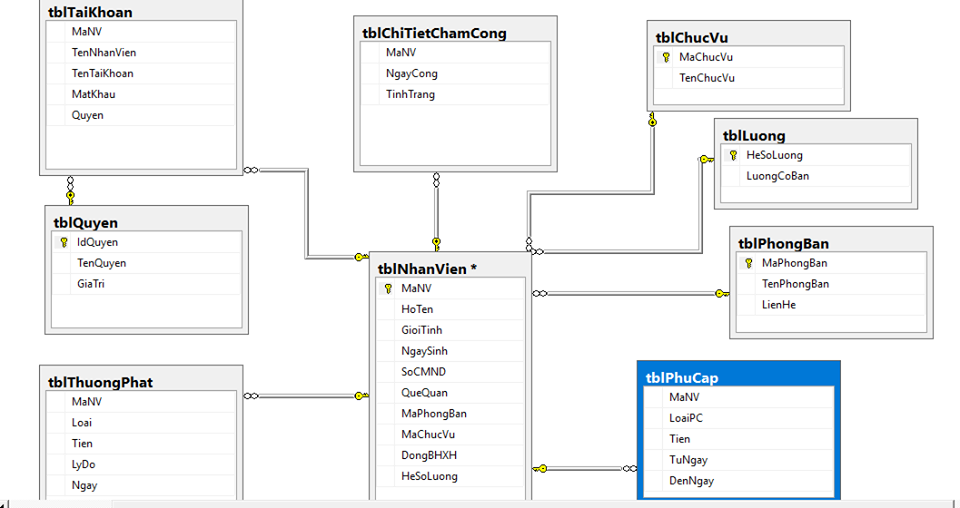 tblTaiKhoan
MaNV
TenNhanVien
TenTaiKhoan
MatKhau
Quyen
tblChiTietChamCong
MaNV
NgayCong
TinhTrang
tblChucVu
MaChucVu
TenChucVu
tblLuong
HeSoLuong
LuongCoBan
tblQuyen
IdQuyen
TenQuyen
GiaTri
tblNhanVien *
MaNV
HoTen
GioiTinh
NgaySinh
SoCMND
QueQuan
MaPhongBan
MaChucVu
DongBHXH
HeSoLuong
tblPhongBan
MaPhongBan
TenPhongBan
LienHe
tblThuongPhat
MaNV
Loai
Tien
LyDo
Ngay
tblPhuCap
MaNV
LoaiPC
Tien
TuNgay
DenNgay